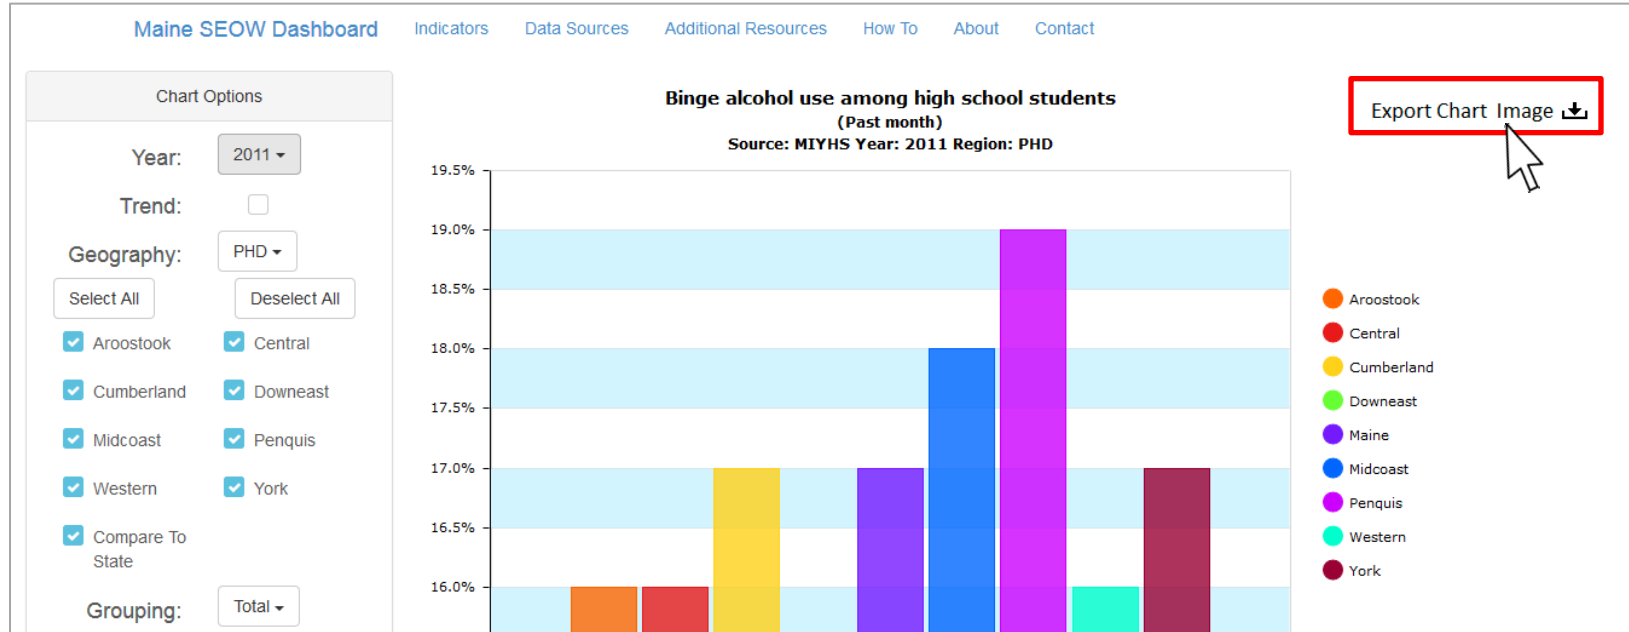 Maine SEOW Dashboard Indicators Data Sources Additional Resources How To About Contact
Chart Options
Year: 2011
Trend:
Geography: PHD
Select All Deselect All
Aroostook Central
Cumberland Downeast
Midcoast Penquis
Western York
Compare To
State
Grouping: Total
Binge alcohol use among high school students
(Past month)
Source: MIYHS Year: 2011 Region: PHD
19.5%
19.0%
18.5%
18.0%
17.5%
17.0%
16.5%
16.0%
Export Chart Image
Aroostook
Central
Cumberland
Downeast
Maine
Midcoast
Penquis
Western
York